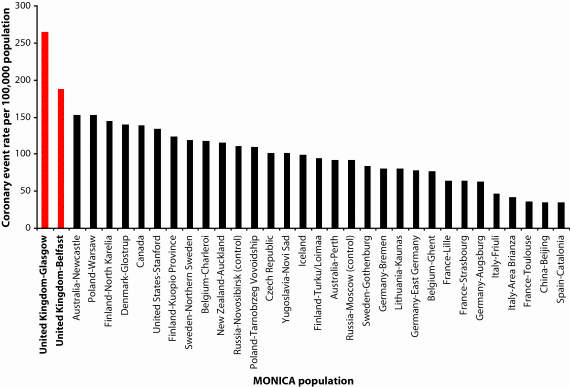 Coronary event rate per 100,000 population
300
250
200
150
100
50
0
United Kingdom-Glasgow
United Kingdom-Belfast
Australia-Newcastle
Poland-Warsaw
Finland-North Karelia
Denmark-Glostrup
Canada
United States-Stanford
Finland-Kuopio Province
Sweden-Northern Sweden
Belgium-Charleroi
New Zealand-Auckland
Russia-Novosibirsk (control)
Poland-Tarnobrzeg Vovoidship
Czech Republic
Yugoslavia-Novi Sad
Iceland
Finland-Turku/Loimaa
Australia-Perth
Russia-Moscow (control)
Sweden-Gothenburg
Germany-Bremen
Lithuania-Kaunas
Germany-East Germany
Belgium-Ghent
France-Lille
France-Strasbourg
Germany-Augsburg
Italy-Friuli
Italy-Area Brianza
France-Toulouse
China-Beijing
Spain-Catalonia
MONICA population